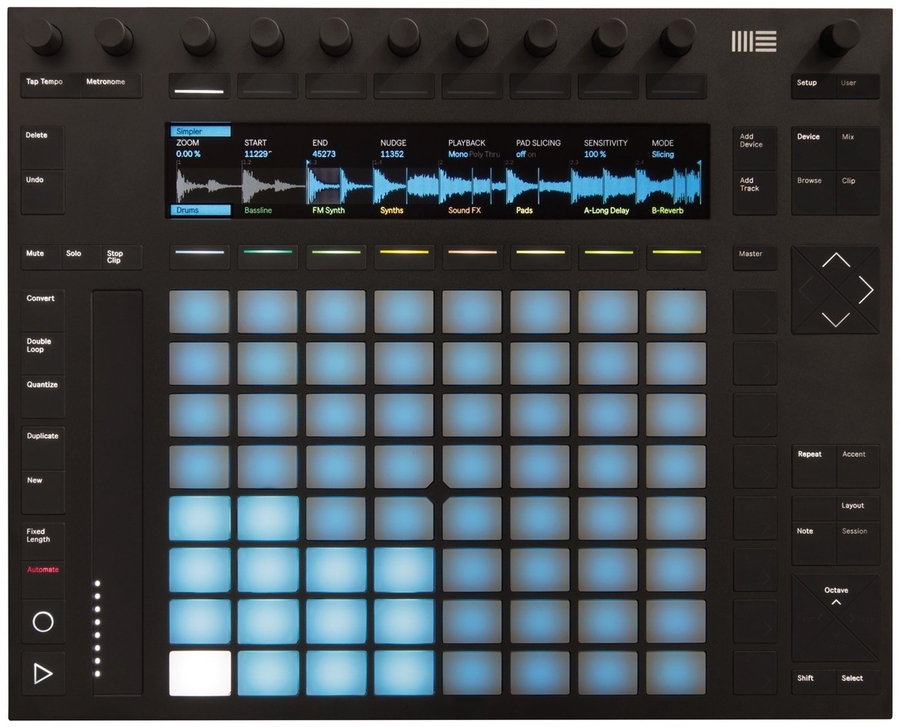 Tap Tempo Metronome
Setup User
Simpler
ZOOM START END NUDGE PLAYBACK PAD SLICING SENSITIVITY MODE
0.00 % 11229 45273 11352 Mono Poly Thru off on 100 % Slicing
Drums Bassline FM Synth Synths Sound FX Pads A-Long Delay B-Reverb
Delete
Undo
Add
Device
Add
Track
Device Mix
Browse Clip
Mute Solo Stop
Clip
Master
Convert
Double
Loop
Quantize
Duplicate
New
Fixed
Length
Automate
Repeat Accent
Layout
Note Session
Octave
Shift Select